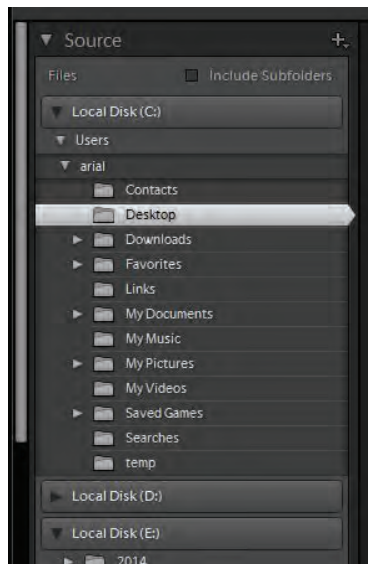 Source
Files Include Subfolders
Local Disk (C:)
Users
arial
Contacts
Desktop
Downloads
Favorites
Links
My Documents
My Music
My Pictures
My Videos
Saved Games
Searches
temp
Local Disk (D:)
Local Disk (E:)
2014